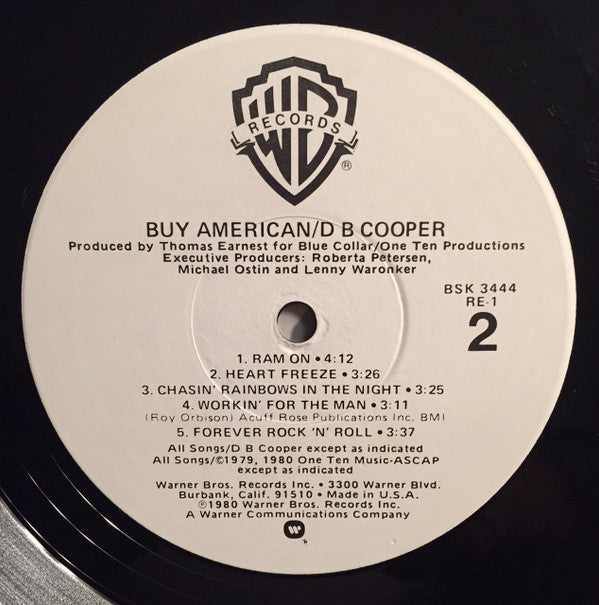 WB
RECORDS
®
BUY AMERICAN/D B COOPER
Produced by Thomas Earnest for Blue Collar/One Ten Productions
Executive Producers: Roberta Petersen,
Michael Ostin and Lenny Waronker
BSK 3444
RE-1
2
1. RAM ON • 4:12
2. HEART FREEZE • 3:26
3. CHASIN' RAINBOWS IN THE NIGHT • 3:25
4. WORKIN' FOR THE MAN • 3:11
(Roy Orbison) Acuff Rose Publications Inc. BMI
5. FOREVER ROCK 'N' ROLL • 3:37
All Songs/D B Cooper except as indicated
All Songs/©1979, 1980 One Ten Music-ASCAP
except as indicated
Warner Bros. Records Inc. • 3300 Warner Blvd.
Burbank, Calif. 91510 • Made in U.S.A.
℗1980 Warner Bros. Records Inc.
A Warner Communications Company